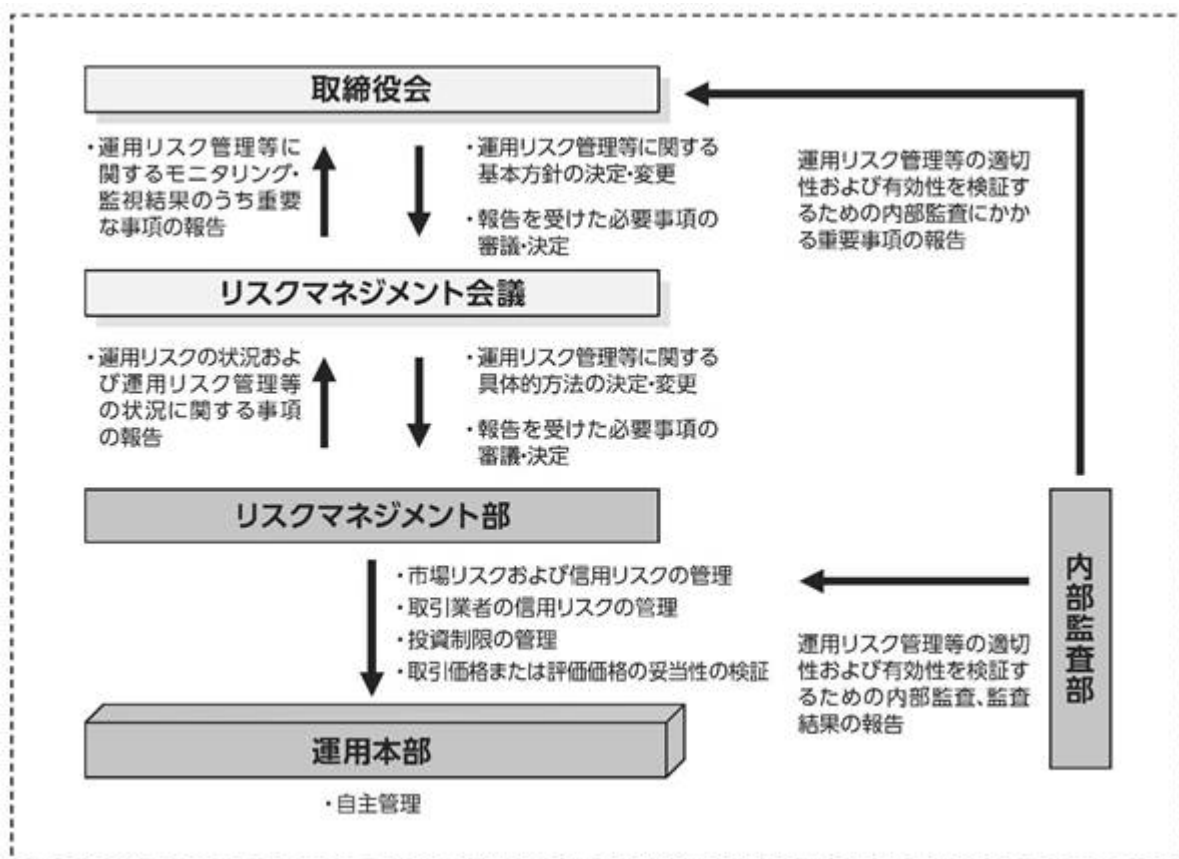 取締役会
・運用リスク管理等に
関するモニタリング・
監視結果のうち重要
な事項の報告
・運用リスク管理等に関する
基本方針の決定・変更
・報告を受けた必要事項の
審議・決定
運用リスク管理等の適切
性および有効性を検証す
るための内部監査にかか
る重要事項の報告
リスクマネジメント会議
・運用リスクの状況およ
び運用リスク管理等
の状況に関する事項
の報告
・運用リスク管理等に関する
具体的方法の決定・変更
・報告を受けた必要事項の
審議・決定
リスクマネジメント部
・市場リスクおよび信用リスクの管理
・取引業者の信用リスクの管理
・投資制限の管理
・取引価格または評価価格の妥当性の検証
内部監査部
運用リスク管理等の適切
性および有効性を検証す
るための内部監査、監査
結果の報告
運用本部
・自主管理